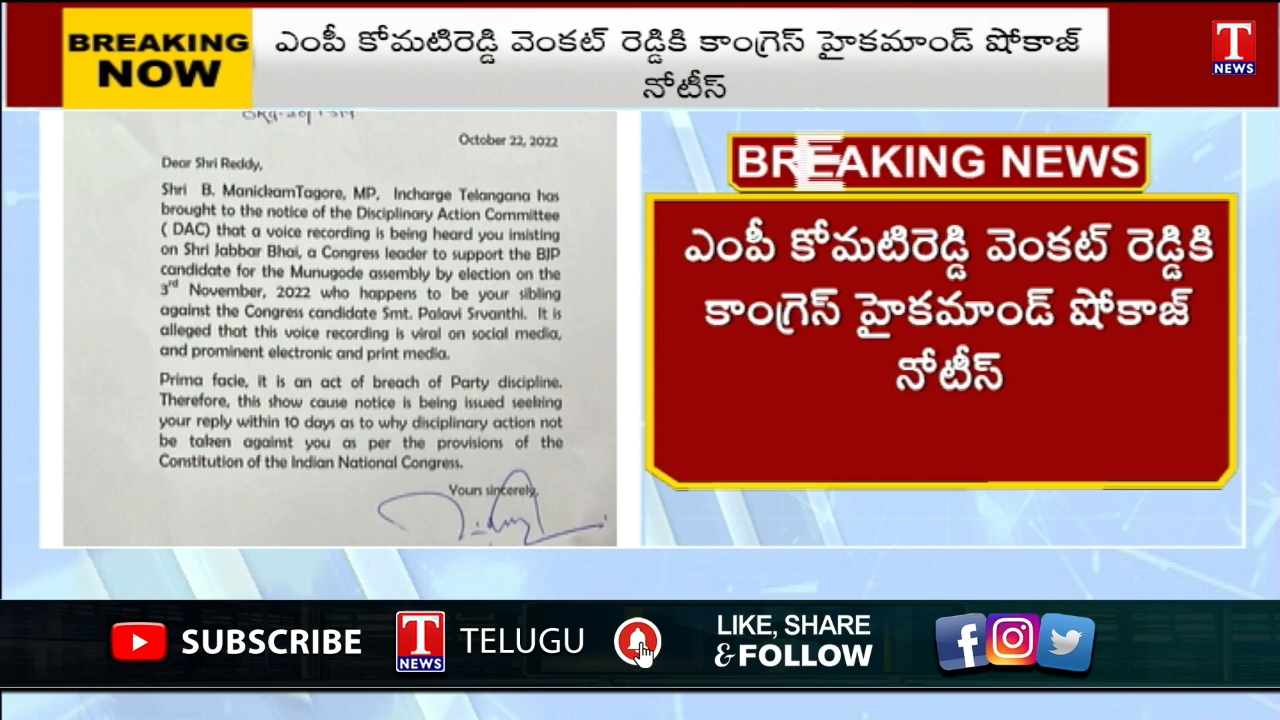 BREAKING
NOW
ఎంపీ కోమటిరెడ్డి వెంకట్ రెడ్డికి కాంగ్రెస్ హైకమాండ్ షోకాజ్
నోటీస్
T
NEWS
October 22, 2022
Dear Shri Reddy,
Shri B. ManickamTagore, MP, Incharge Telangana has
brought to the notice of the Disciplinary Action Committee
( DAC) that a voice recording is being heard you insisting
on Shri Jabbar Bhai, a Congress leader to support the BJP
candidate for the Munugode assembly by election on the
3rd November, 2022 who happens to be your sibling
against the Congress candidate Smt. Palavi Srvanthi. It is
alleged that this voice recording is viral on social media,
and prominent electronic and print media.
Prima facie, it is an act of breach of Party discipline.
Therefore, this show cause notice is being issued seeking
your reply within 10 days as to why disciplinary action not
be taken against you as per the provisions of the
Constitution of the Indian National Congress.
Yours sincerely,
BREAKING NEWS
ఎంపీ కోమటిరెడ్డి వెంకట్ రెడ్డికి
కాంగ్రెస్ హైకమాండ్ షోకాజ్
నోటీస్
SUBSCRIBE
T
NEWS
TELUGU
LIKE, SHARE
& FOLLOW